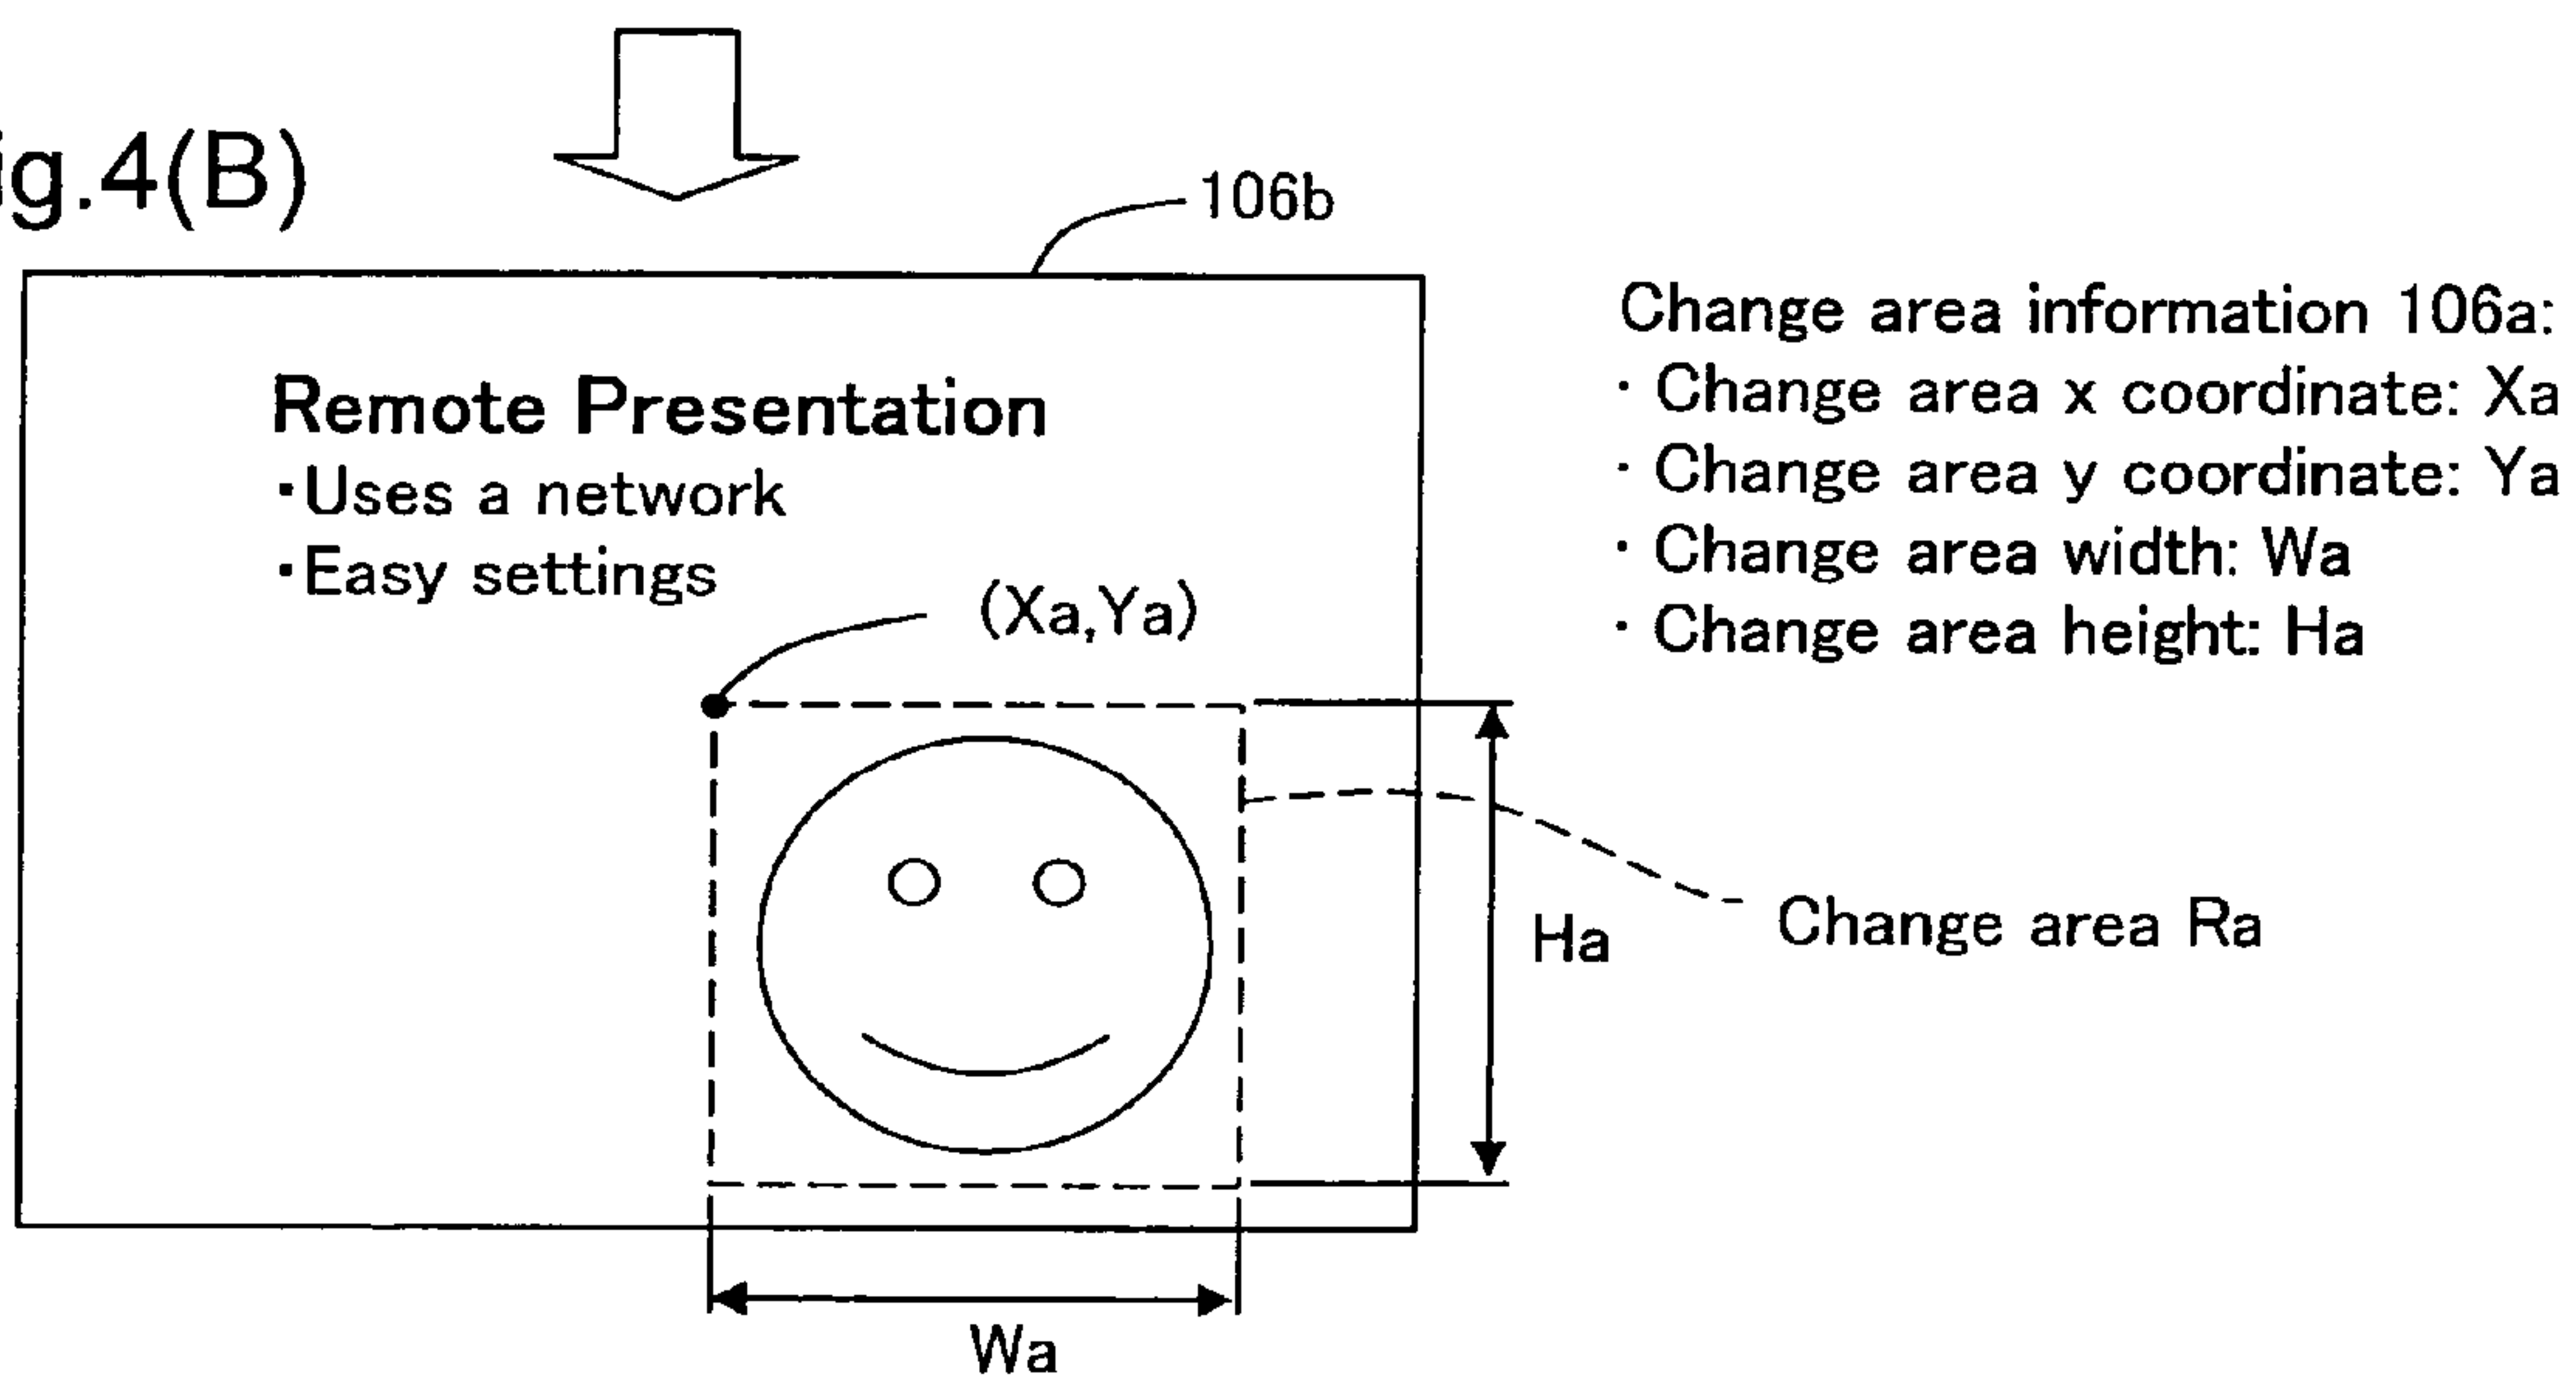 ig.4(B)
106b
Remote Presentation
・Uses a network
・Easy settings
(Xa,Ya)
Change area information 106a:
・Change area x coordinate: Xa
・Change area y coordinate: Ya
・Change area width: Wa
・Change area height: Ha
Ha
Change area Ra
Wa